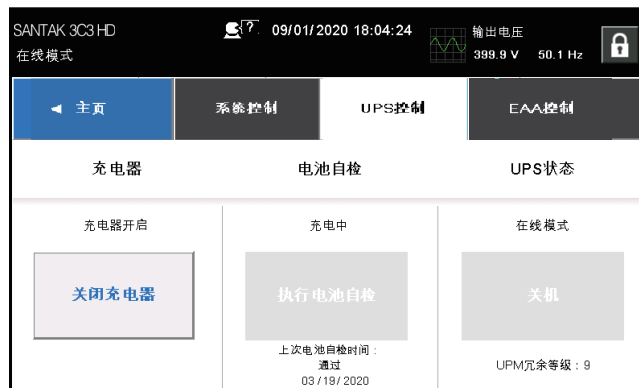 SANTAK 3C3 HD
? 09/01/2020 18:04:24
输出电压
在线模式
399.9 V 50.1 Hz
◄ 主页
系统控制
UPS控制
EAA控制
充电器
电池自检
UPS状态
充电器开启
充电中
在线模式
关闭充电器
执行电池自检
关机
上次电池自检时间:
通过
03/19/2020
UPM冗余等级:9